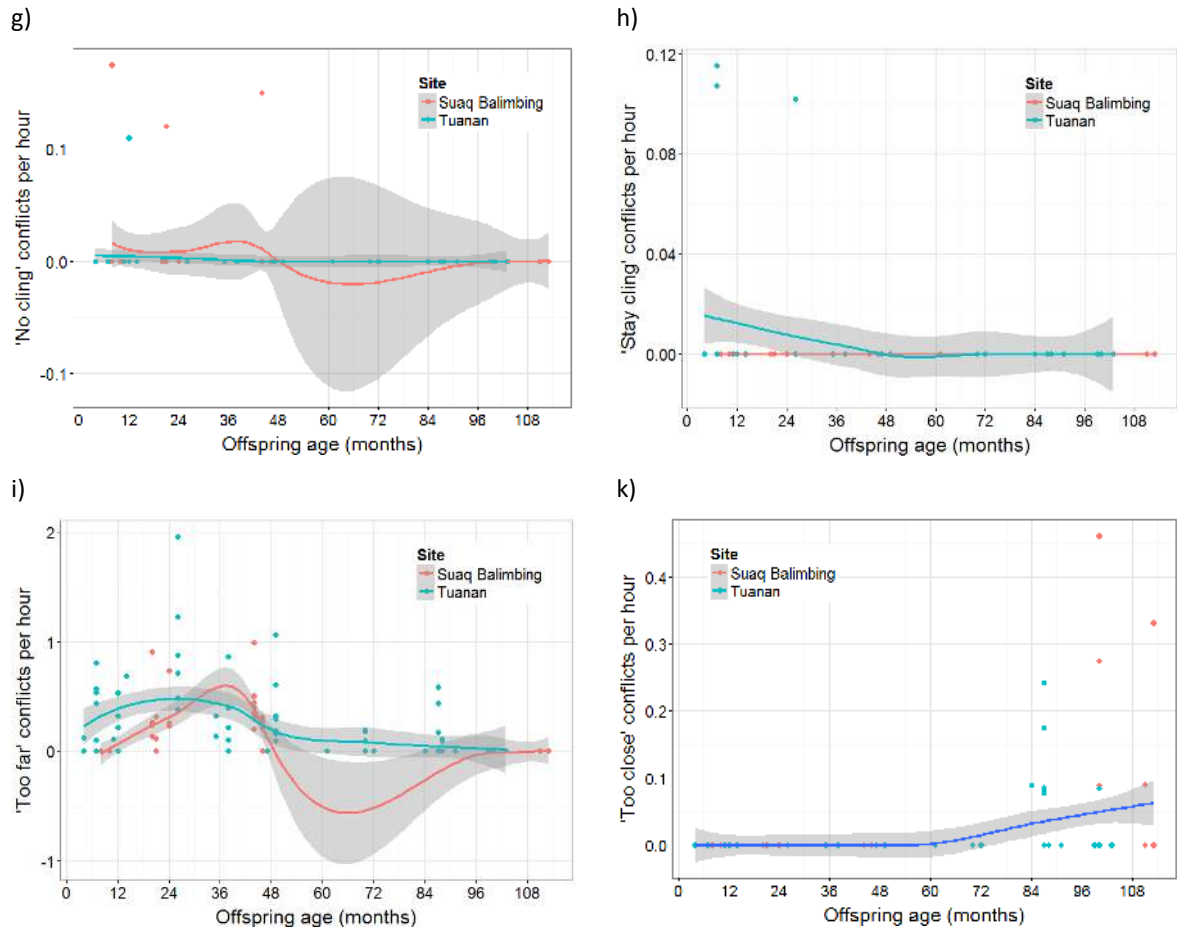 g)
'No cling' conflicts per hour
0.1
0.0
-0.1
Site
Suaq Balimbing
Tuanan
0 12 24 36 48 60 72 84 96 108
Offspring age (months)
h)
'Stay cling' conflicts per hour
0.12
0.08
0.04
0.00
Site
Suaq Balimbing
Tuanan
0 12 24 36 48 60 72 84 96 108
Offspring age (months)
i)
'Too far' conflicts per hour
2
1
0
-1
Site
Suaq Balimbing
Tuanan
0 12 24 36 48 60 72 84 96 108
Offspring age (months)
k)
'Too close' conflicts per hour
0.4
0.3
0.2
0.1
0.0
Site
Suaq Balimbing
Tuanan
0 12 24 36 48 60 72 84 96 108
Offspring age (months)